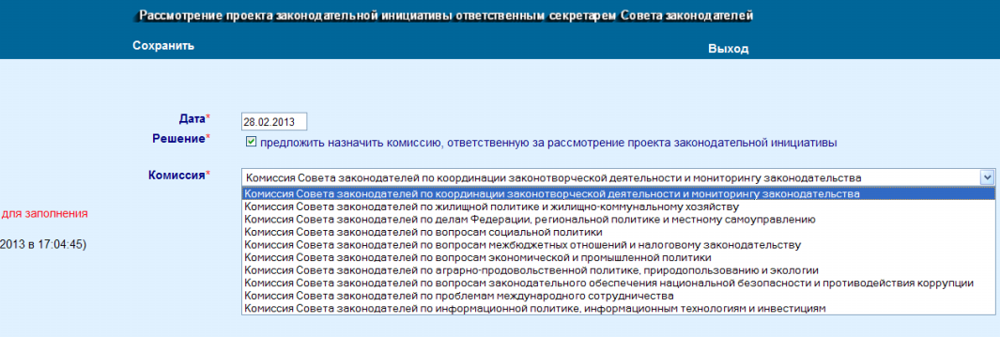 Рассмотрение проекта законодательной инициативы ответственным секретарем Совета законодателей
Сохранить Выход
Дата* 28.02.2013
Решение* предложить назначить комиссию, ответственную за рассмотрение проекта законодательной инициативы
Комиссия* Комиссия Совета законодателей по координации законотворческой деятельности и мониторингу законодательства
Комиссия Совета законодателей по координации законотворческой деятельности и мониторингу законодательства
Комиссия Совета законодателей по жилищной политике и жилищно-коммунальному хозяйству
для заполнения
Комиссия Совета законодателей по делам Федерации, региональной политике и местному самоуправлению
Комиссия Совета законодателей по вопросам социальной политики
2013 в 17:04:45)
Комиссия Совета законодателей по вопросам межбюджетных отношений и налоговому законодательству
Комиссия Совета законодателей по вопросам экономической и промышленной политики
Комиссия Совета законодателей по аграрно-продовольственной политике, природопользованию и экологии
Комиссия Совета законодателей по вопросам законодательного обеспечения национальной безопасности и противодействия коррупции
Комиссия Совета законодателей по проблемам международного сотрудничества
Комиссия Совета законодателей по информационной политике, информационным технологиям и инвестициям